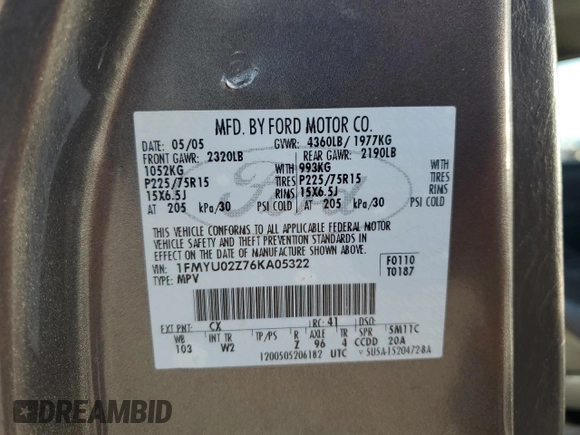 MFD. BY FORD MOTOR CO.
DATE: 05/05 GVWR: 4360LB/1977KG
FRONT GAWR: 2320LB REAR GAWR: 2190LB
1052KG WITH 993KG WITH
P225/75R15 TIRES P225/75R15 TIRES
15X6.5J RIMS 15X6.5J RIMS
AT 205 kPa/30 PSI COLD AT 205 kPa/30 PSI COLD
Ford
THIS VEHICLE CONFORMS TO ALL APPLICABLE FEDERAL MOTOR
VEHICLE SAFETY AND THEFT PREVENTION STANDARDS IN
EFFECT ON THE DATE OF MANUFACTURE SHOWN ABOVE.
VIN: 1FMYU02Z76KA05322 F0110
TYPE: MPV T0187
EXT PNT: CX RC: 41 DSO:
WB INT TR TP/PS R AXLE TR SPR 5M11C
103 W2 Z 96 4 CCDD 20A
1200505206182 UTC SU5A-1520472-BA
DREAMBID